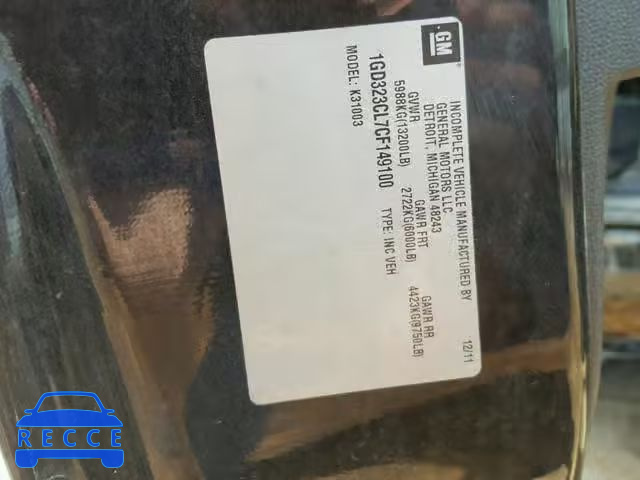 GM
INCOMPLETE VEHICLE MANUFACTURED BY
GENERAL MOTORS LLC
DETROIT, MICHIGAN 48243
12/11
GVWR GAWR FRT GAWR RR
5988KG(13200LB) 2722KG(6000LB) 4423KG(9750LB)
1GD323CL7CF149100 TYPE: INC VEH
MODEL: K31003
RECCE